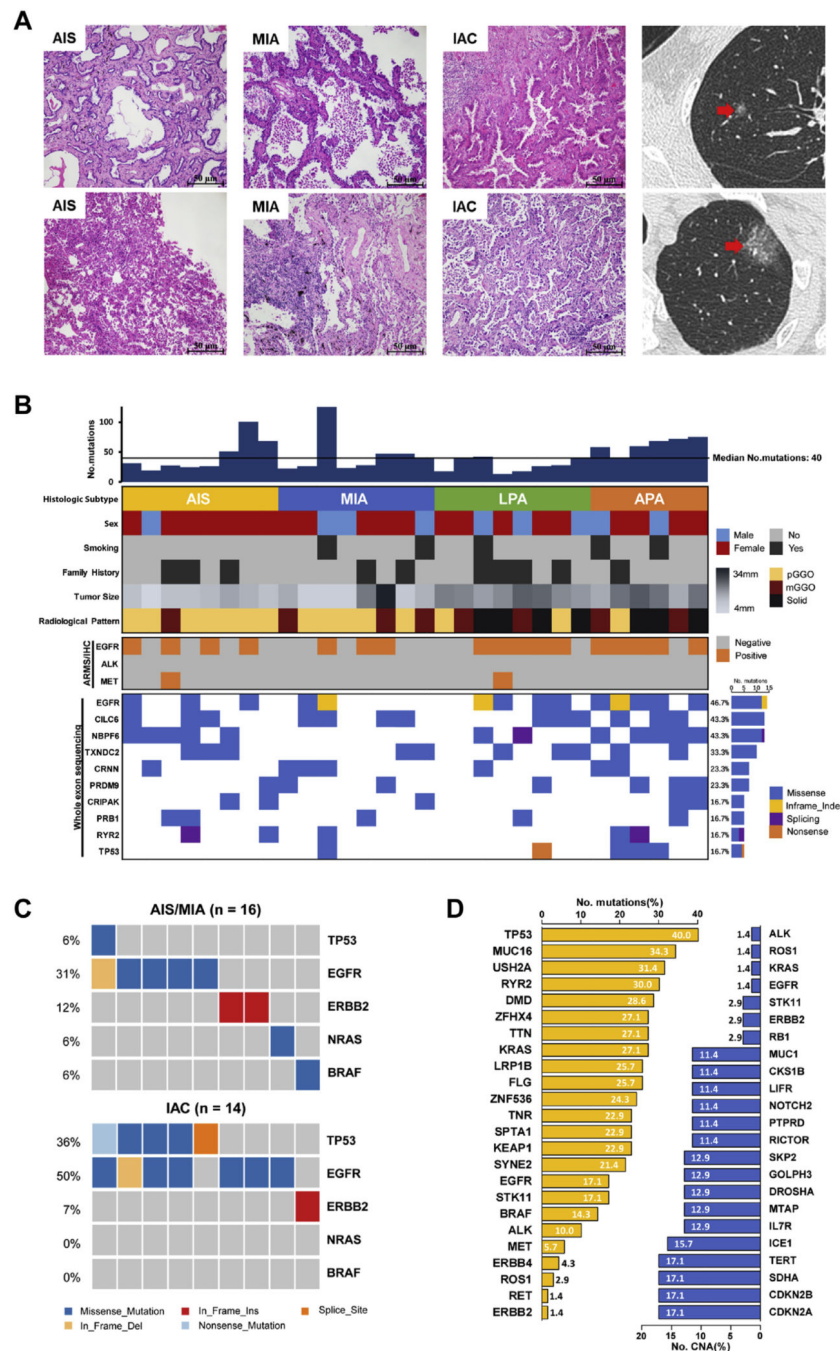 A
AIS
MIA
IAC
50 μm
50 μm
50 μm
AIS
MIA
IAC
50 μm
50 μm
50 μm
B
No.mutations
100
50
0
Median No.mutations: 40
Histologic Subtype
AIS
MIA
LPA
APA
Sex
Smoking
Family History
Tumor Size
Radiological Pattern
Male
Female
No
Yes
34mm
4mm
pGGO
mGGO
Solid
ARMS/IHC
EGFR
ALK
MET
Negative
Positive
Whole exon sequencing
No. mutations
0 5 10 15
EGFR 46.7%
CILC6 43.3%
NBPF6 43.3%
TXNDC2 33.3%
CRNN 23.3%
PRDM9 23.3%
CRIPAK 16.7%
PRB1 16.7%
RYR2 16.7%
TP53 16.7%
Missense
Inframe_Inde
Splicing
Nonsense
C
AIS/MIA (n = 16)
6% TP53
31% EGFR
12% ERBB2
6% NRAS
6% BRAF
IAC (n = 14)
36% TP53
50% EGFR
7% ERBB2
0% NRAS
0% BRAF
Missense_Mutation
In_Frame_Ins
Splice_Site
In_Frame_Del
Nonsense_Mutation
D
No. mutations(%)
0 10 20 30 40
TP53 40.0
MUC16 34.3
USH2A 31.4
RYR2 30.0
DMD 28.6
ZFHX4 27.1
TTN 27.1
KRAS 27.1
LRP1B 25.7
FLG 25.7
ZNF536 24.3
TNR 22.9
SPTA1 22.9
KEAP1 22.9
SYNE2 21.4
EGFR 17.1
STK11 17.1
BRAF 14.3
ALK 10.0
MET 5.7
ERBB4 4.3
ROS1 2.9
RET 1.4
ERBB2 1.4
1.4 ALK
1.4 ROS1
1.4 KRAS
1.4 EGFR
2.9 STK11
2.9 ERBB2
2.9 RB1
11.4 MUC1
11.4 CKS1B
11.4 LIFR
11.4 NOTCH2
11.4 PTPRD
11.4 RICTOR
12.9 SKP2
12.9 GOLPH3
12.9 DROSHA
12.9 MTAP
12.9 IL7R
15.7 ICE1
17.1 TERT
17.1 SDHA
17.1 CDKN2B
17.1 CDKN2A
20 15 10 5 0
No. CNA(%)